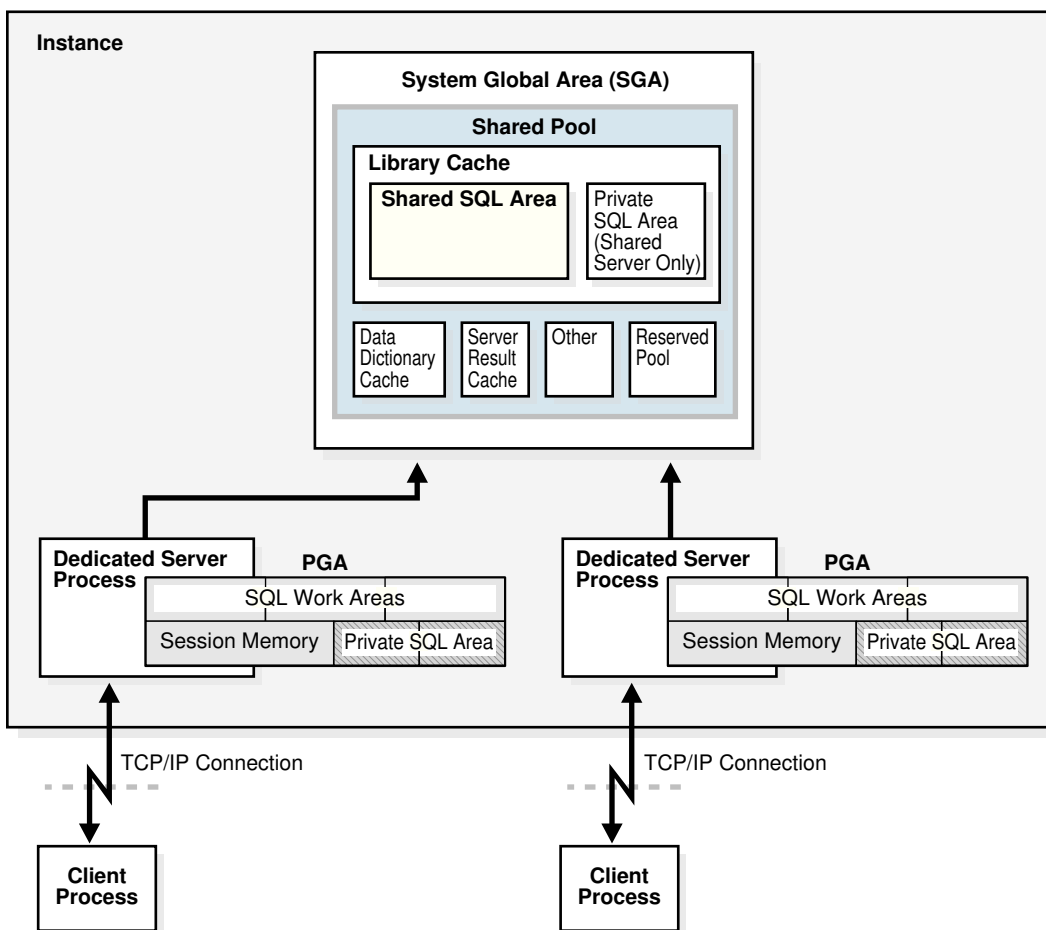 Instance
System Global Area (SGA)
Shared Pool
Library Cache
Shared SQL Area
Private
SQL Area
(Shared
Server Only)
Data
Dictionary
Cache
Server
Result
Cache
Other
Reserved
Pool
Dedicated Server
Process
PGA
SQL Work Areas
Session Memory
Private SQL Area
Dedicated Server
Process
PGA
SQL Work Areas
Session Memory
Private SQL Area
TCP/IP Connection
TCP/IP Connection
Client
Process
Client
Process